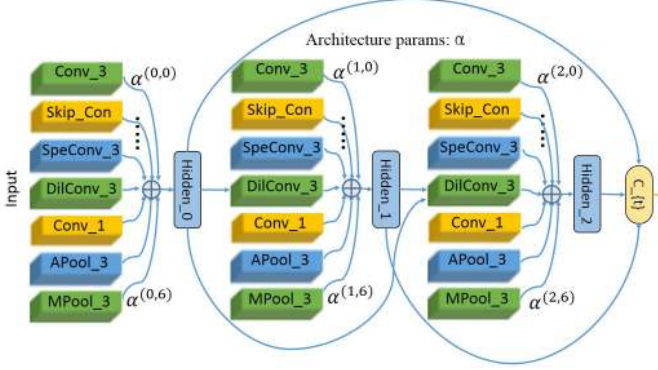 Architecture params: α
Input
Conv_3
Skip_Con
SpeConv_3
DilConv_3
Conv_1
APool_3
MPool_3
α^(0,0)
α^(0,6)
Hidden_0
Conv_3
Skip_Con
SpeConv_3
DilConv_3
Conv_1
APool_3
MPool_3
α^(1,0)
α^(1,6)
Hidden_1
Conv_3
Skip_Con
SpeConv_3
DilConv_3
Conv_1
APool_3
MPool_3
α^(2,0)
α^(2,6)
Hidden_2
C_{t}